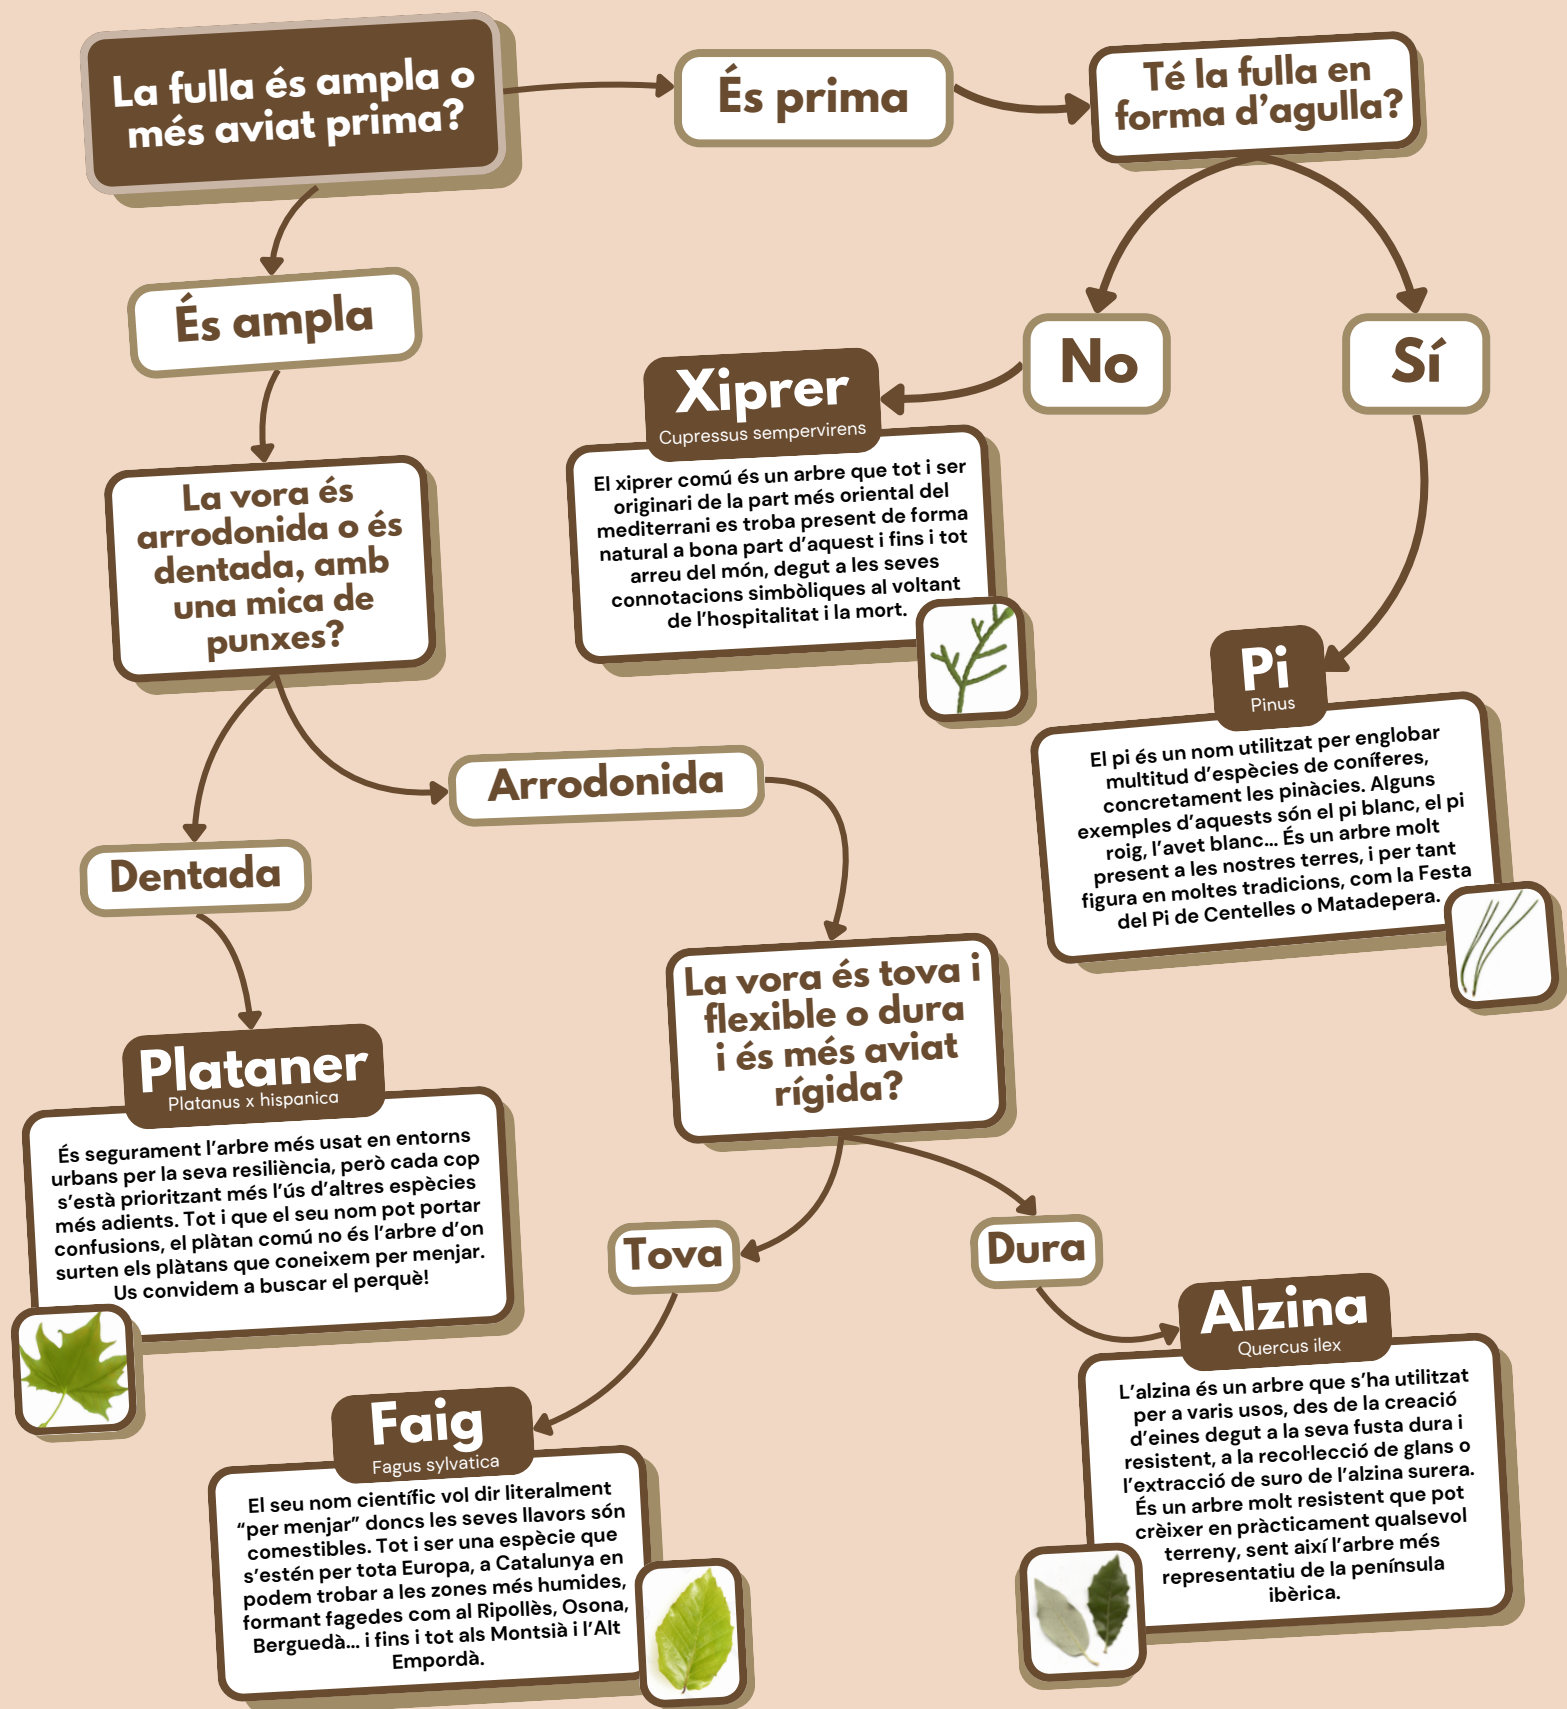 La fulla és ampla o
més aviat prima?
És prima
Té la fulla en
forma d'agulla?
És ampla
No
Sí
Xiprer
Cupressus sempervirens
El xiprer comú és un arbre que tot i ser
originari de la part més oriental del
mediterrani es troba present de forma
natural a bona part d'aquest i fins i tot
arreu del món, degut a les seves
connotacions simbòliques al voltant
de l'hospitalitat i la mort.
La vora és
arrodonida o és
dentada, amb
una mica de
punxes?
Pi
Pinus
El pi és un nom utilitzat per englobar
multitud d'espècies de coníferes,
concretament les pinàcies. Alguns
exemples d'aquests són el pi blanc, el pi
roig, l'avet blanc... És un arbre molt
present a les nostres terres, i per tant
figura en moltes tradicions, com la Festa
del Pi de Centelles o Matadepera.
Arrodonida
Dentada
La vora és tova i
flexible o dura
i és més aviat
rígida?
Plataner
Platanus x hispanica
És segurament l'arbre més usat en entorns
urbans per la seva resiliència, però cada cop
s'està prioritzant més l'ús d'altres espècies
més adients. Tot i que el seu nom pot portar
confusions, el plàtan comú no és l'arbre d'on
surten els plàtans que coneixem per menjar.
Us convidem a buscar el perquè!
Tova
Dura
Alzina
Quercus ilex
L'alzina és un arbre que s'ha utilitzat
per a varis usos, des de la creació
d'eines degut a la seva fusta dura i
resistent, a la recol·lecció de glans o
l'extracció de suro de l'alzina surera.
És un arbre molt resistent que pot
crèixer en pràcticament qualsevol
terreny, sent així l'arbre més
representatiu de la península
ibèrica.
Faig
Fagus sylvatica
El seu nom científic vol dir literalment
“per menjar” doncs les seves llavors són
comestibles. Tot i ser una espècie que
s'estén per tota Europa, a Catalunya en
podem trobar a les zones més humides,
formant fagedes com al Ripollès, Osona,
Berguedà... i fins i tot als Montsià i l'Alt
Empordà.